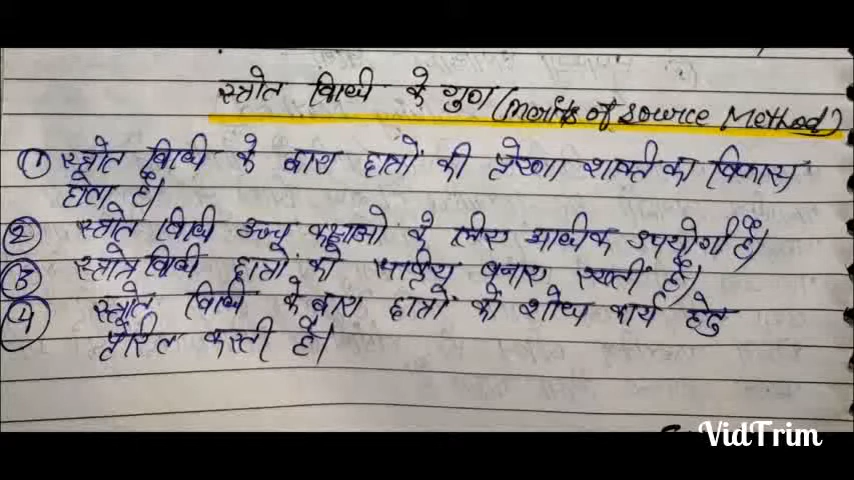 स्त्रोत विधि के गुण (Merits of Source Method)
① स्त्रोत विधि के द्वारा छात्रों की प्रेरणा शक्ति का विकास
होता है।
② स्त्रोत विधि उच्च कक्षाओ के लिए अधिक उपयोगी है।
③ स्त्रोत विधि छात्रों को सक्रिय बनाए रखती है।
④ स्त्रोत विधि के द्वारा छात्रों को शोध कार्य हेतु
प्रेरित करती है।
VidTrim